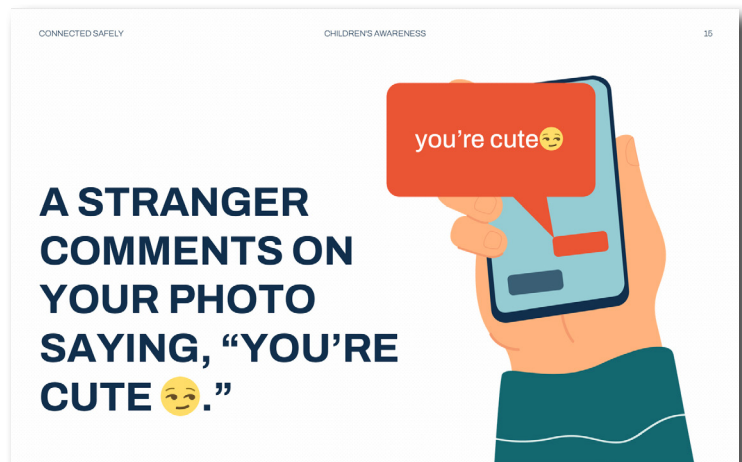 CONNECTED SAFELY
CHILDREN'S AWARENESS
15
you're cute😏
A STRANGER
COMMENTS ON
YOUR PHOTO
SAYING, “YOU’RE
CUTE 😏.”